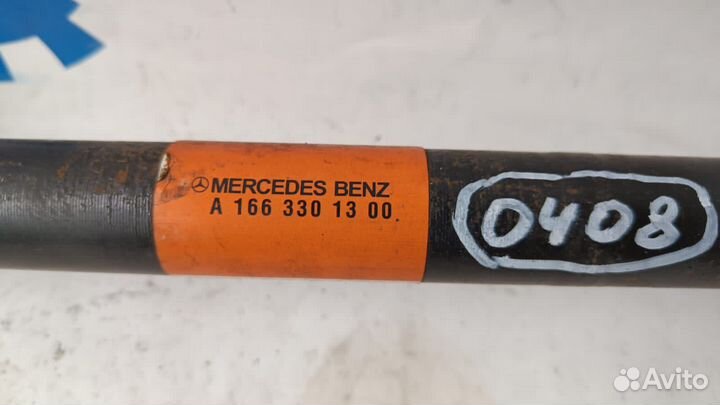 MERCEDES BENZ
A 166 330 13 00
0408
Avito